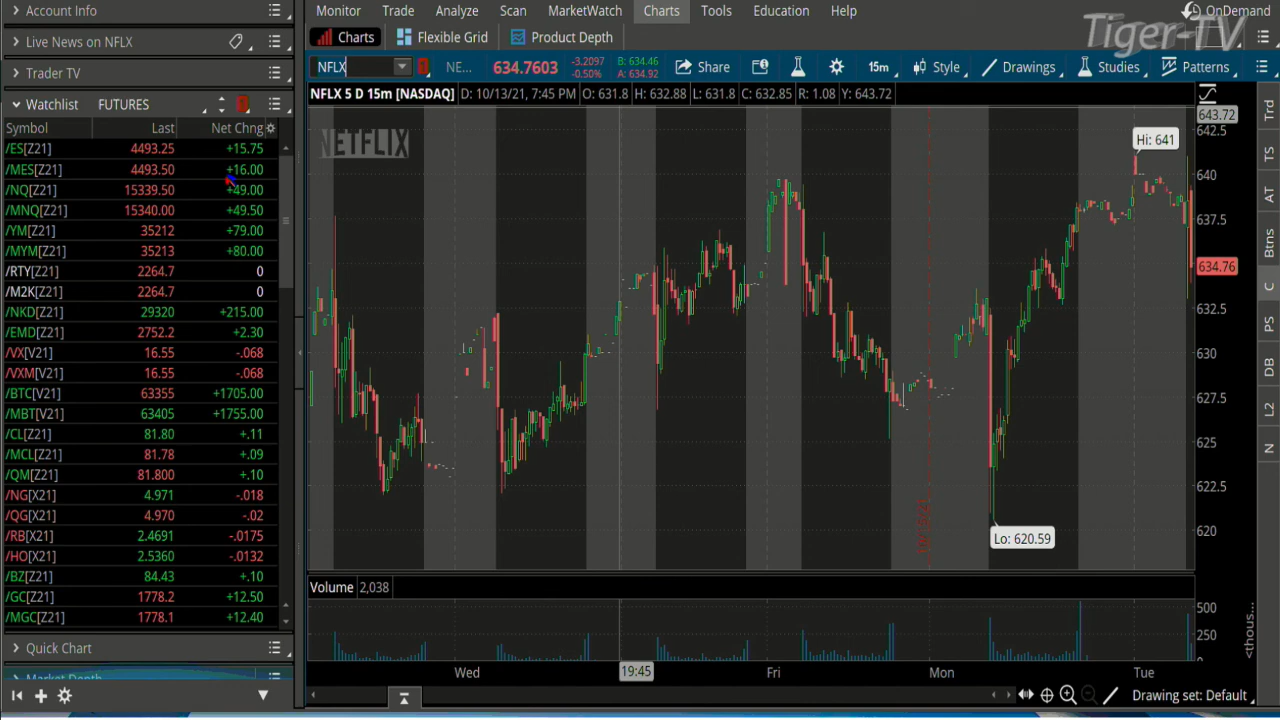 Account Info
Monitor Trade Analyze Scan MarketWatch Charts Tools Education Help
OnDemand
Tiger-TV
Live News on NFLX
Charts Flexible Grid Product Depth
Trader TV
NFLX NE... 634.7603 -3.2097 -0.50% B: 634.46 A: 634.92 Share 15m Style Drawings Studies Patterns
Watchlist FUTURES
NFLX 5 D 15m [NASDAQ] D: 10/13/21, 7:45 PM O: 631.8 H: 632.88 L: 631.8 C: 632.85 R: 1.08 Y: 643.72
Symbol Last Net Chng
/ES[Z21] 4493.25 +15.75
/MES[Z21] 4493.50 +16.00
/NQ[Z21] 15339.50 +49.00
/MNQ[Z21] 15340.00 +49.50
/YM[Z21] 35212 +79.00
/MYM[Z21] 35213 +80.00
/RTY[Z21] 2264.7 0
/M2K[Z21] 2264.7 0
/NKD[Z21] 29320 +215.00
/EMD[Z21] 2752.2 +2.30
/VX[V21] 16.55 -.068
/VXM[V21] 16.55 -.068
/BTC[V21] 63355 +1705.00
/MBT[V21] 63405 +1755.00
/CL[Z21] 81.80 +.11
/MCL[Z21] 81.78 +.09
/QM[Z21] 81.800 +.10
/NG[X21] 4.971 -.018
/QG[X21] 4.970 -.02
/RB[X21] 2.4691 -.0175
/HO[X21] 2.5360 -.0132
/BZ[Z21] 84.43 +.10
/GC[Z21] 1778.2 +12.50
/MGC[Z21] 1778.1 +12.40
Quick Chart
Market Depth
NETFLIX
Hi: 641
Lo: 620.59
643.72
642.5
640
637.5
634.76
632.5
630
627.5
625
622.5
620
Volume 2,038
500
250
<thous...
Wed 19:45 Fri Mon Tue
Drawing set: Default
Trd
TS
AT
Btns
C
PS
DB
L2
N